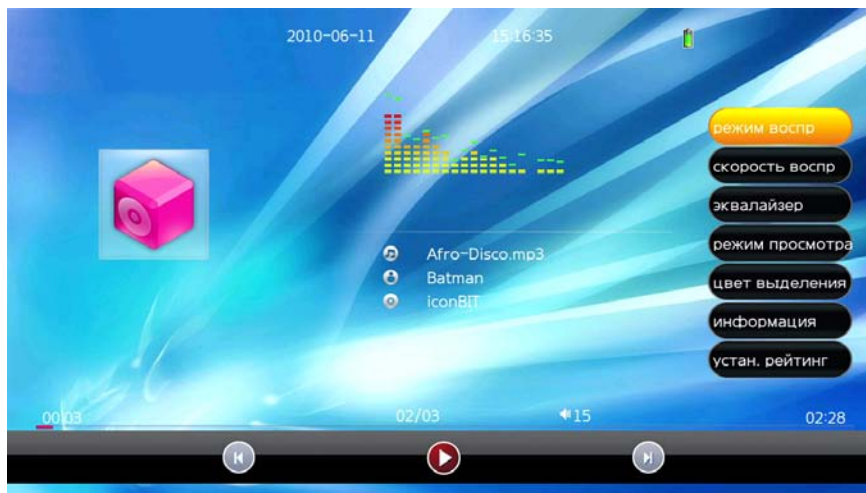 2010-06-11 15:16:35
режим воспр
скорость воспр
эквалайзер
режим просмотра
цвет выделения
информация
устан. рейтинг
Afro-Disco.mp3
Batman
iconBIT
00:03 02/03 15 02:28